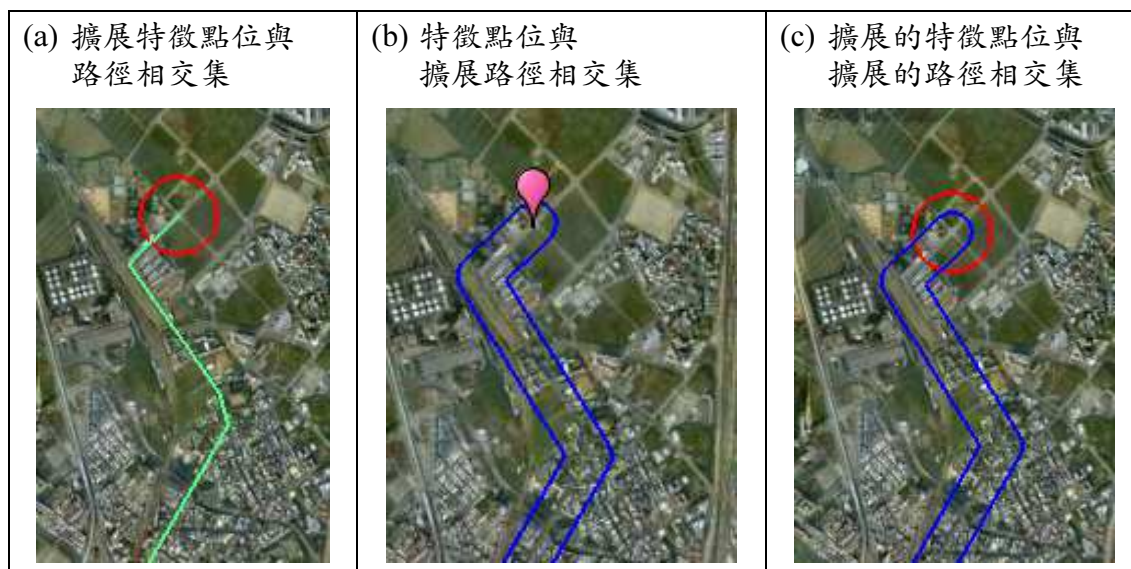 (a) 擴展特徵點位與
路徑相交集
(b) 特徵點位與
擴展路徑相交集
(c) 擴展的特徵點位與
擴展的路徑相交集